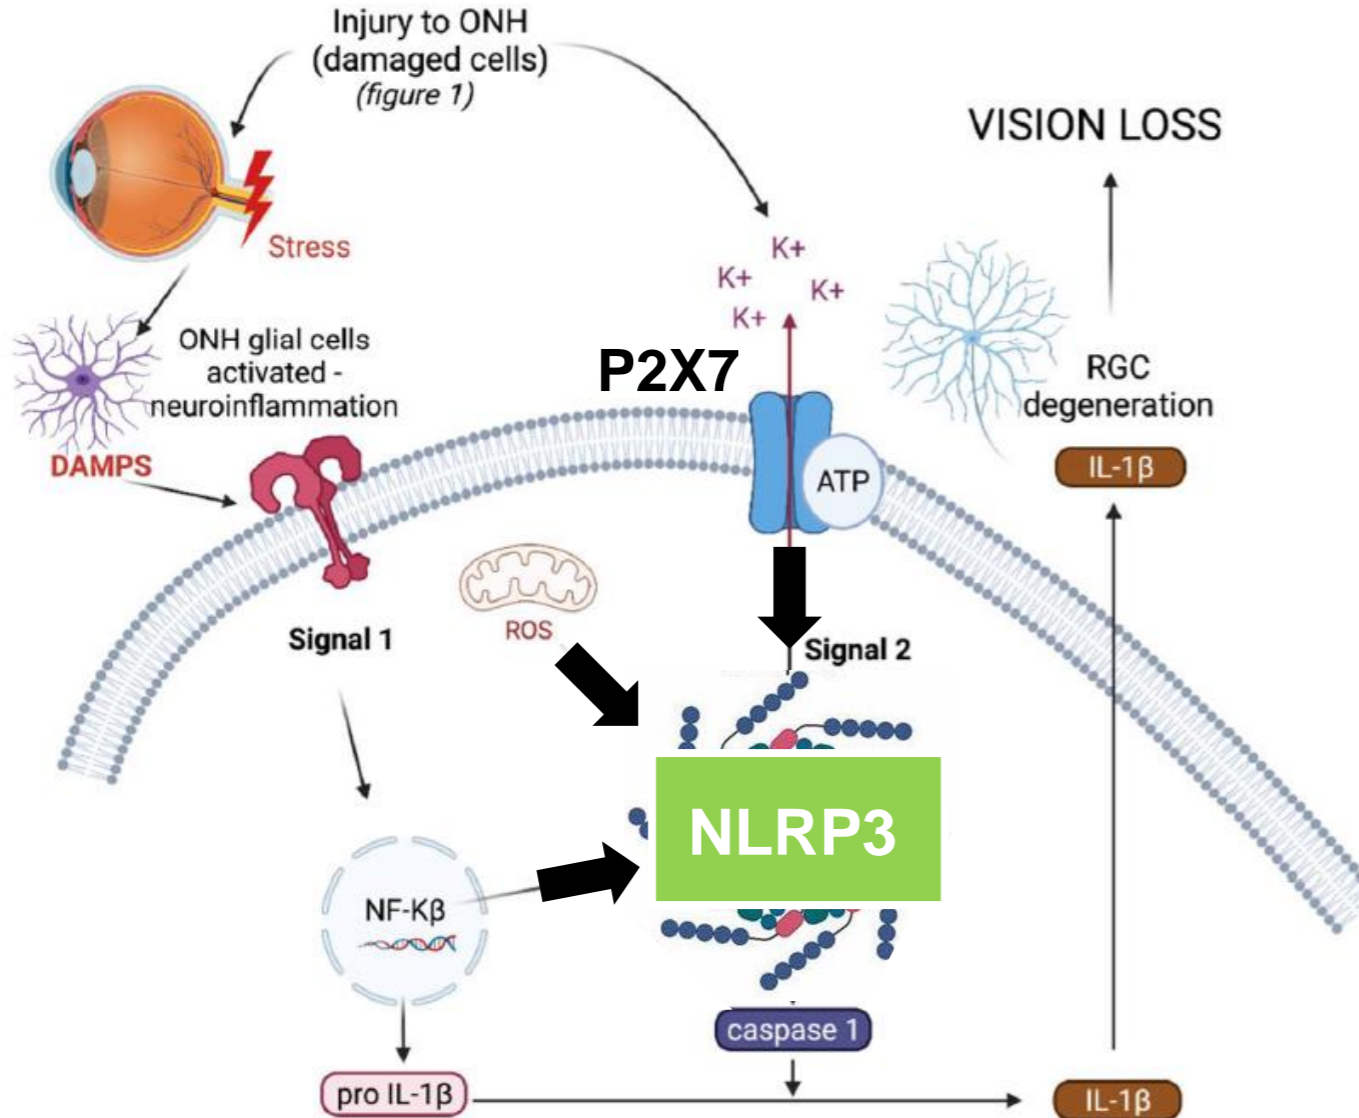 Injury to ONH
(damaged cells)
(figure 1)
VISION LOSS
Stress
K+
K+
K+
K+
ONH glial cells
activated -
neuroinflammation
P2X7
RGC
degeneration
DAMPS
IL-1β
ATP
Signal 1
ROS
Signal 2
NLRP3
NF-Kβ
caspase 1
pro IL-1β
IL-1β